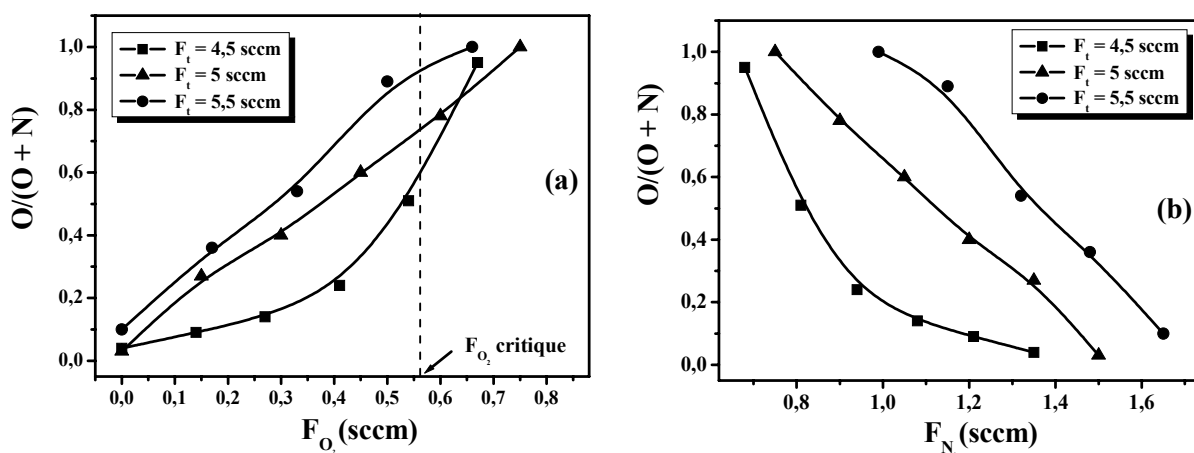 F_t = 4,5 sccm
F_t = 5 sccm
F_t = 5,5 sccm
(a)
O/(O + N)
1,0
0,8
0,6
0,4
0,2
0,0
F_O₂ critique
0,0 0,1 0,2 0,3 0,4 0,5 0,6 0,7 0,8
F_O₂ (sccm)
F_t = 4,5 sccm
F_t = 5 sccm
F_t = 5,5 sccm
(b)
O/(O + N)
1,0
0,8
0,6
0,4
0,2
0,0
0,8 1,0 1,2 1,4 1,6
F_N (sccm)